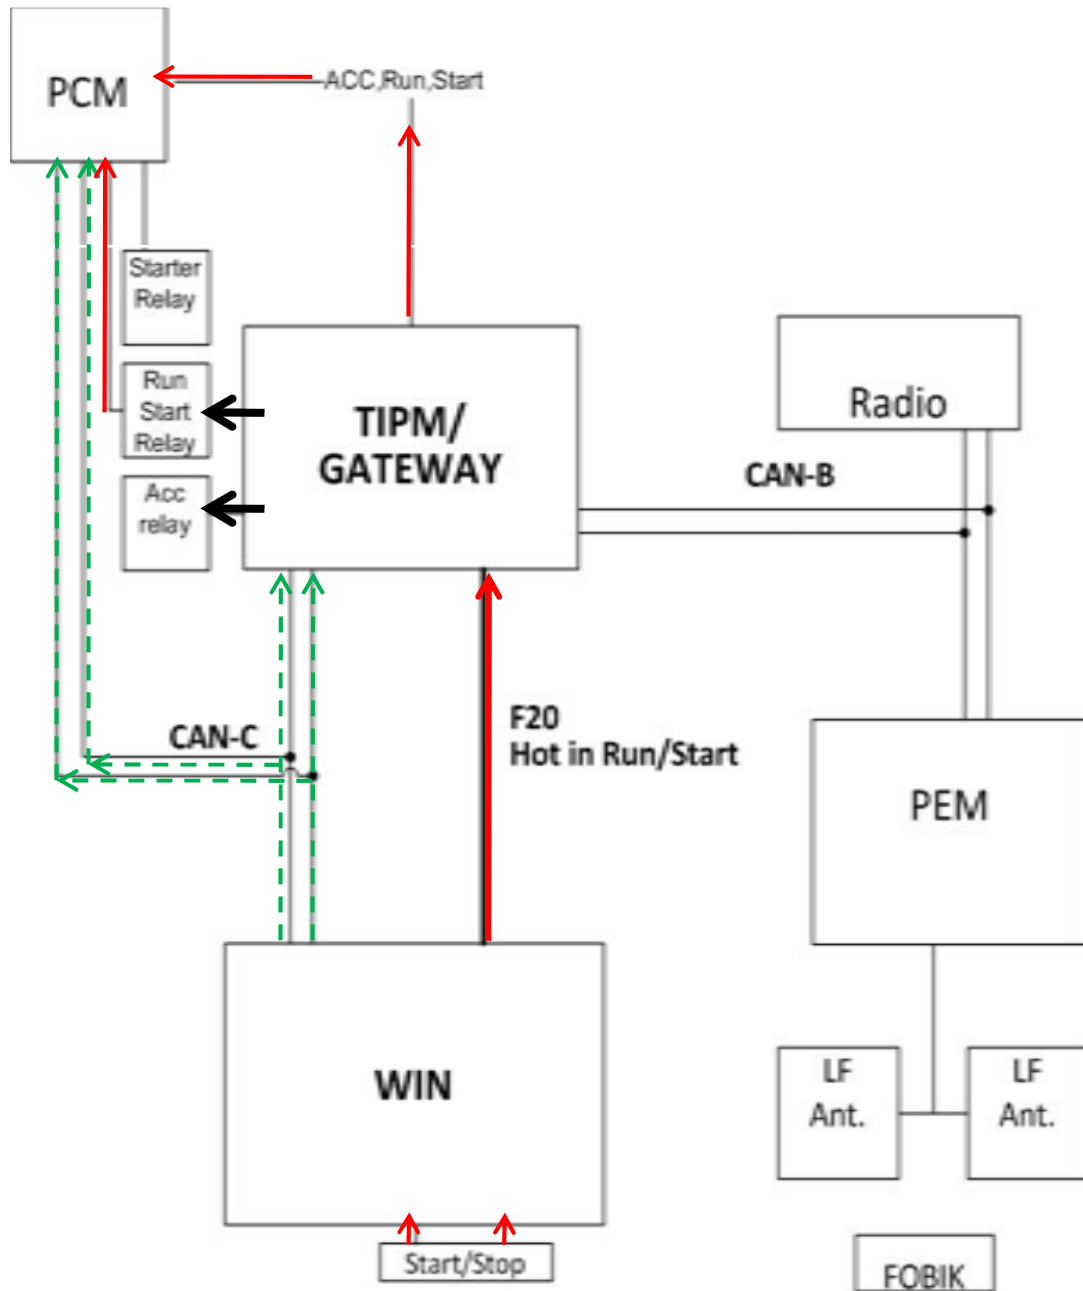 PCM
ACC,Run,Start
Starter
Relay
Run
Start
Relay
Acc
relay
TIPM/
GATEWAY
Radio
CAN-B
CAN-C
F20
Hot in Run/Start
PEM
WIN
LF
Ant.
LF
Ant.
Start/Stop
FOBIK